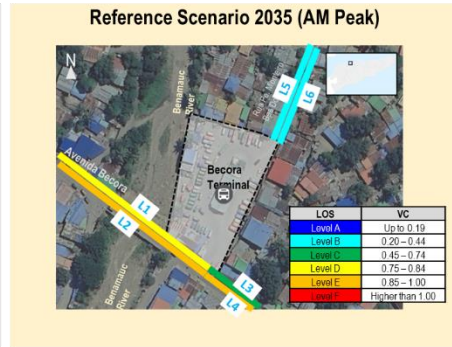 Reference Scenario 2035 (AM Peak)
N
Benamauc
River
L5
L6
Avenida Becora
Becora
Terminal
L1
L2
L3
L4
Benamauc
River
LOS VC
Level A Up to 0.19
Level B 0.20 – 0.44
Level C 0.45 – 0.74
Level D 0.75 – 0.84
Level E 0.85 – 1.00
Level F Higher than 1.00